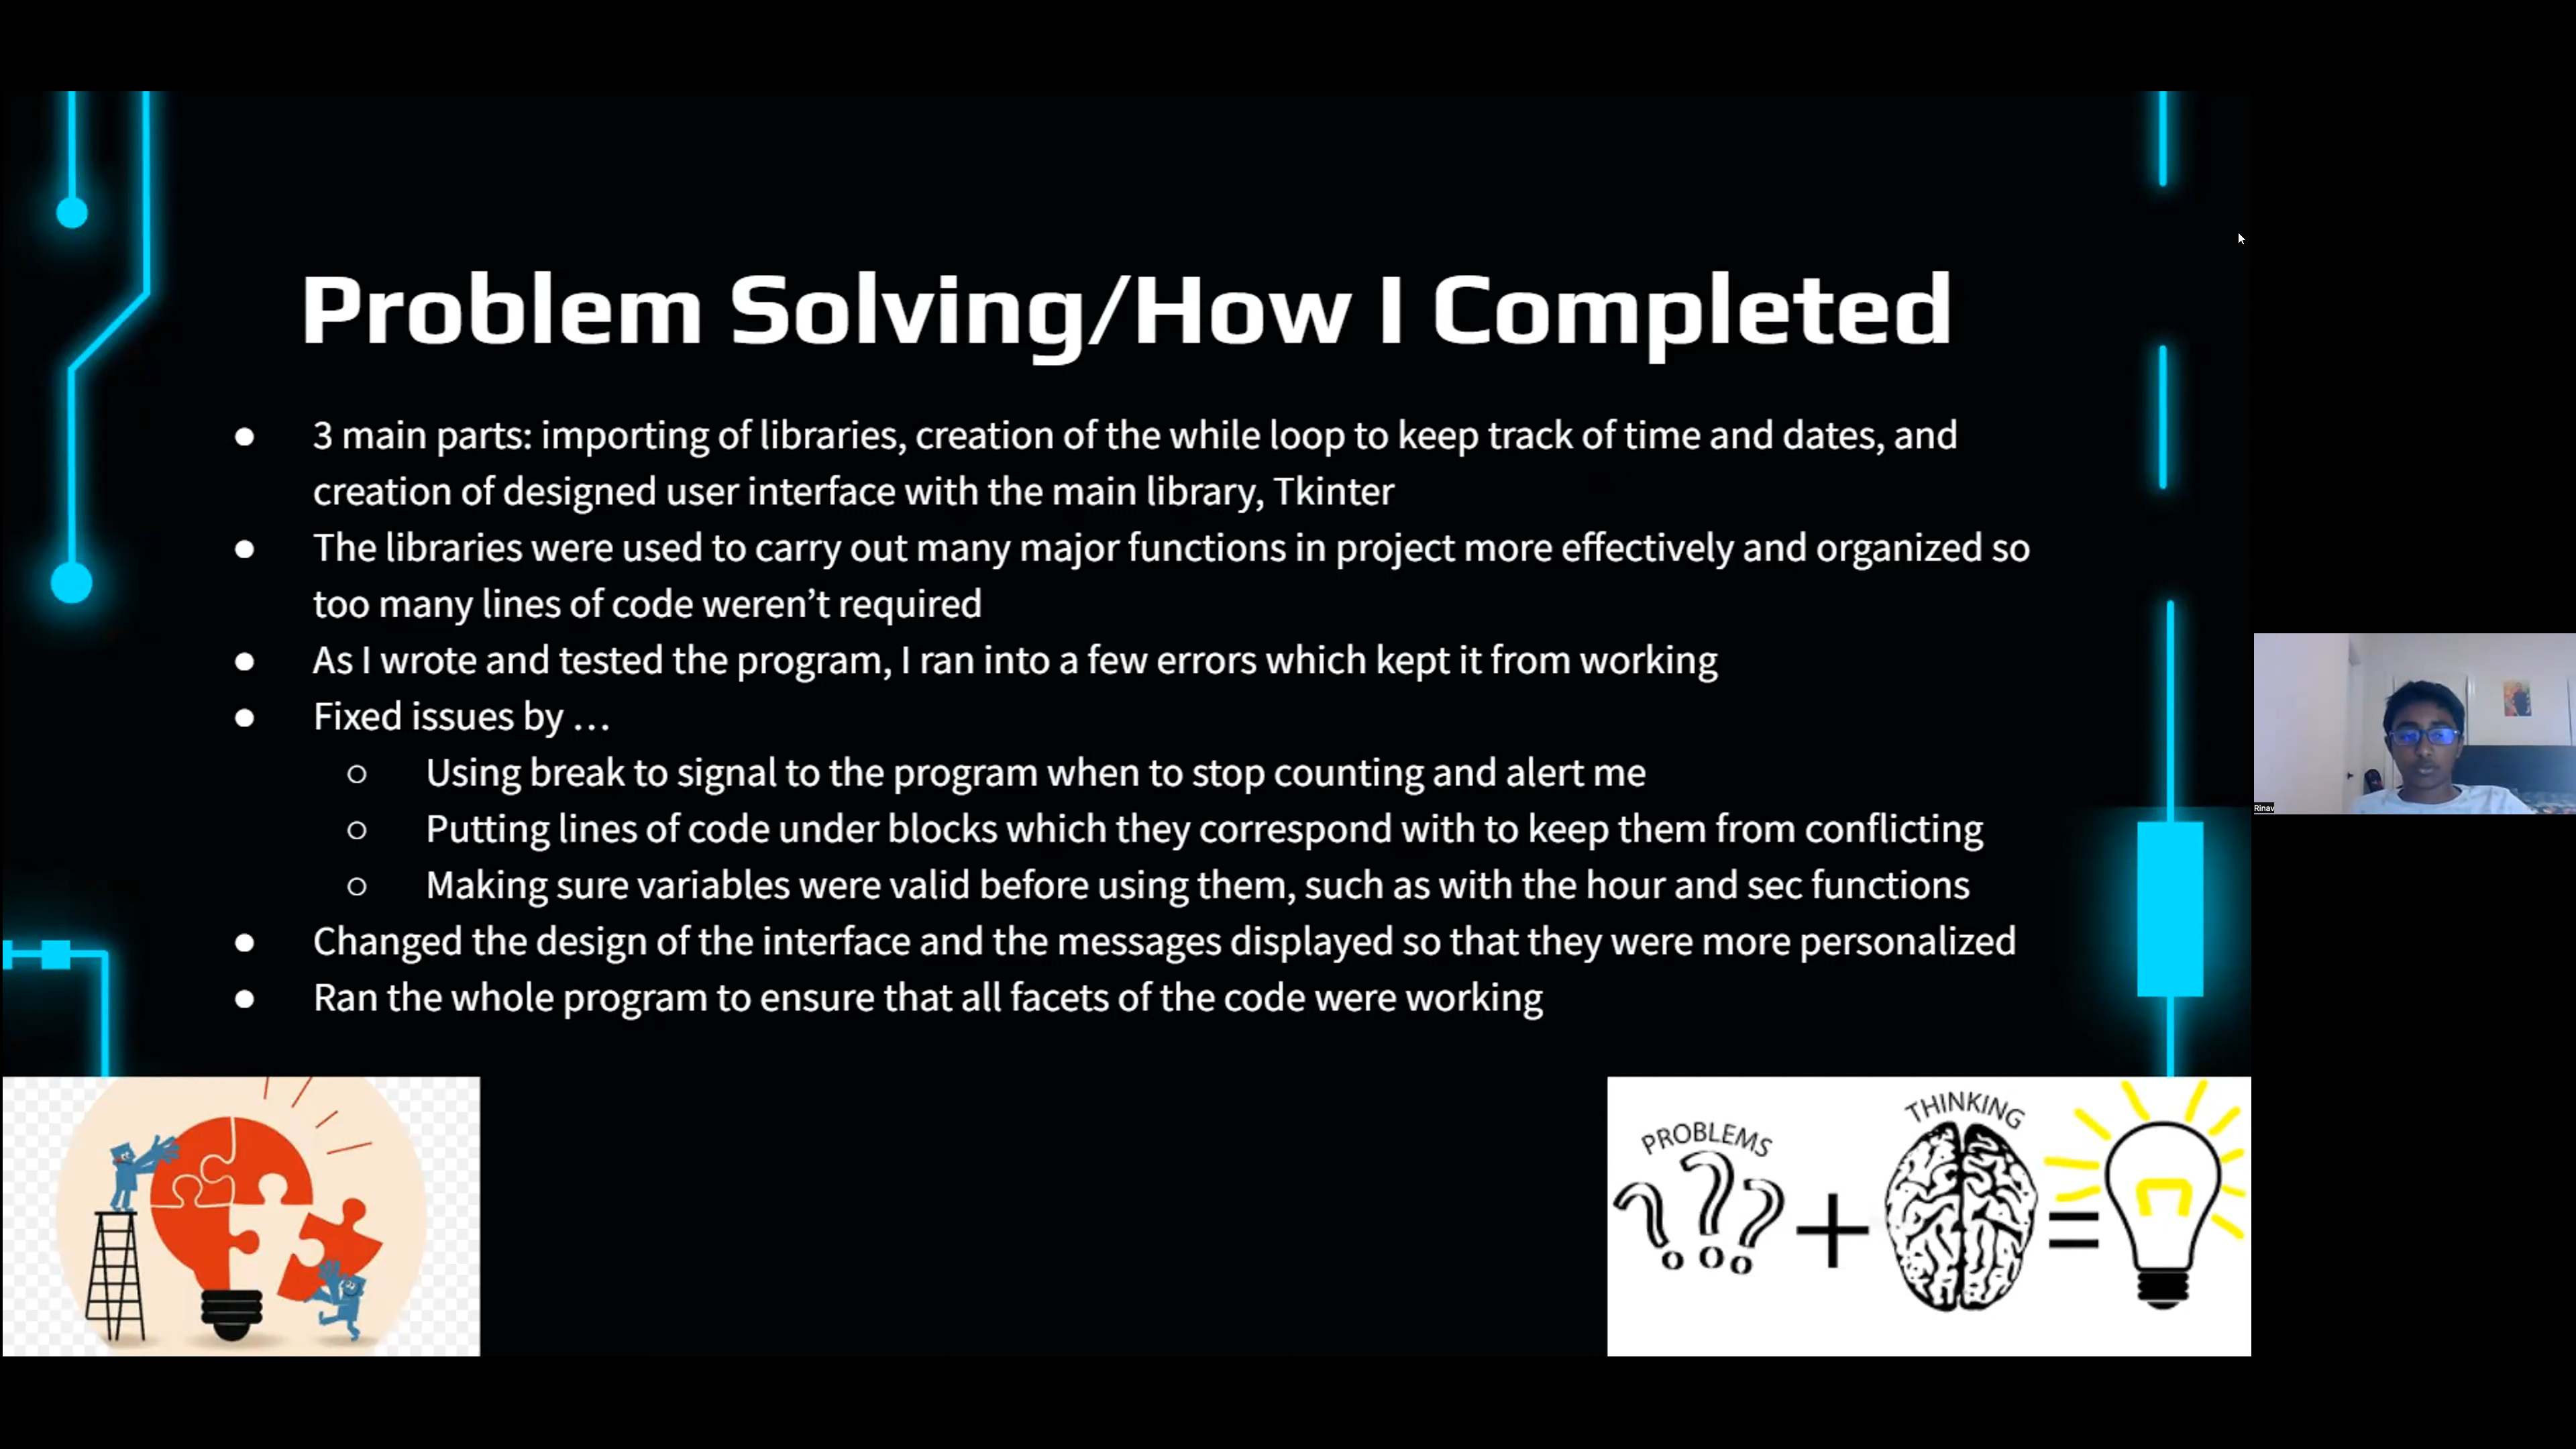 Problem Solving/How I Completed
● 3 main parts: importing of libraries, creation of the while loop to keep track of time and dates, and
creation of designed user interface with the main library, Tkinter
● The libraries were used to carry out many major functions in project more effectively and organized so
too many lines of code weren’t required
● As I wrote and tested the program, I ran into a few errors which kept it from working
● Fixed issues by …
○ Using break to signal to the program when to stop counting and alert me
○ Putting lines of code under blocks which they correspond with to keep them from conflicting
○ Making sure variables were valid before using them, such as with the hour and sec functions
● Changed the design of the interface and the messages displayed so that they were more personalized
● Ran the whole program to ensure that all facets of the code were working
Rinav
PROBLEMS
???
+
THINKING
=